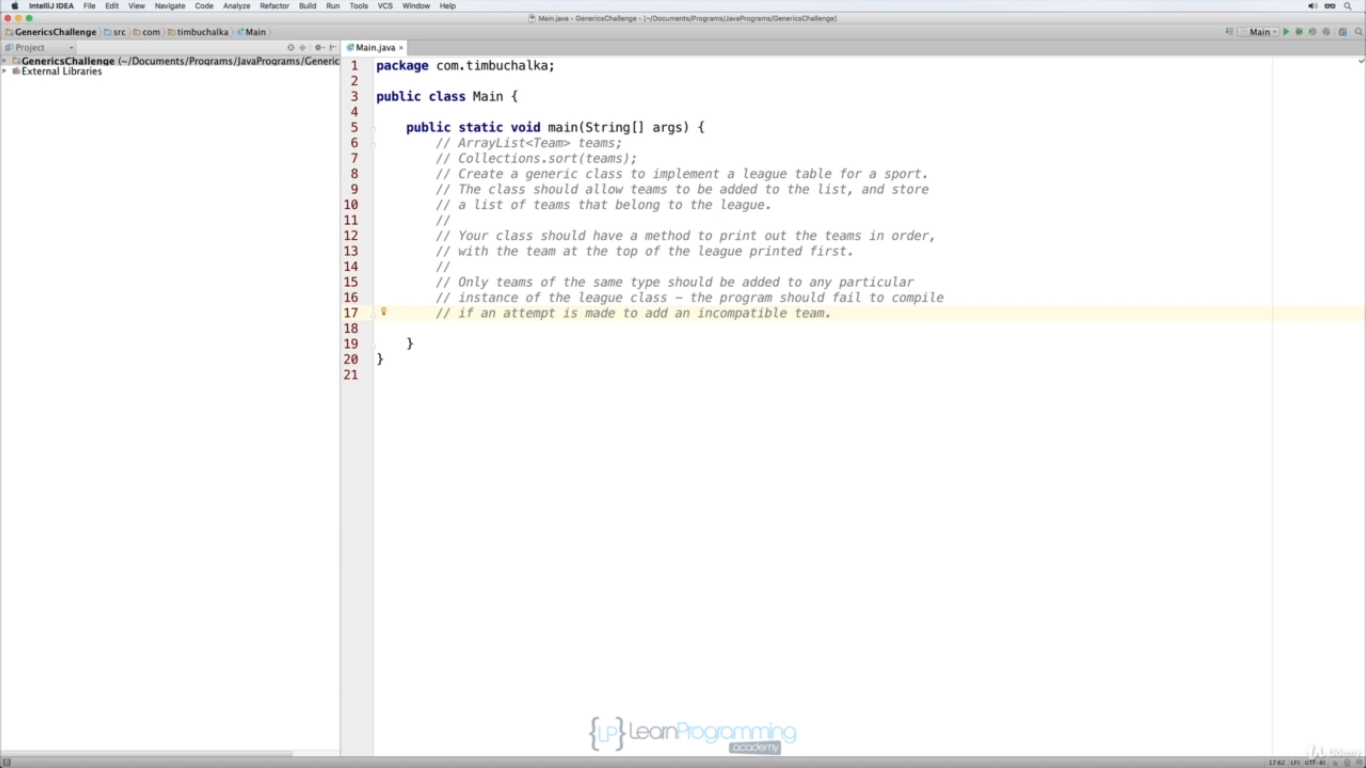 IntelliJ IDEA File Edit View Navigate Code Analyze Refactor Build Run Tools VCS Window Help
Main.java - GenericsChallenge - [~/Documents/Programs/JavaPrograms/GenericsChallenge]
GenericsChallenge src com timbuchalka Main
Main
Project
Main.java
GenericsChallenge (~/Documents/Programs/JavaPrograms/Generic
External Libraries
1 package com.timbuchalka;
2
3 public class Main {
4
5 public static void main(String[] args) {
6 // ArrayList<Team> teams;
7 // Collections.sort(teams);
8 // Create a generic class to implement a league table for a sport.
9 // The class should allow teams to be added to the list, and store
10 // a list of teams that belong to the league.
11 //
12 // Your class should have a method to print out the teams in order,
13 // with the team at the top of the league printed first.
14 //
15 // Only teams of the same type should be added to any particular
16 // instance of the league class – the program should fail to compile
17 // if an attempt is made to add an incompatible team.
18
19 }
20 }
21
{LP} LearnProgramming
academy
Udemy
17:62 LF÷ UTF-8÷